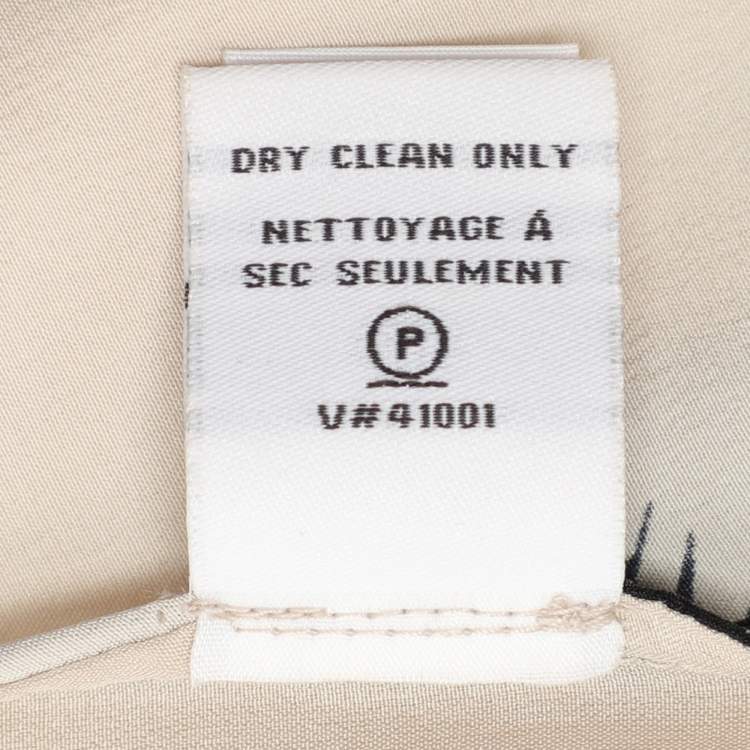 DRY CLEAN ONLY
NETTOYAGE Á
SEC SEULEMENT
P
V#41001